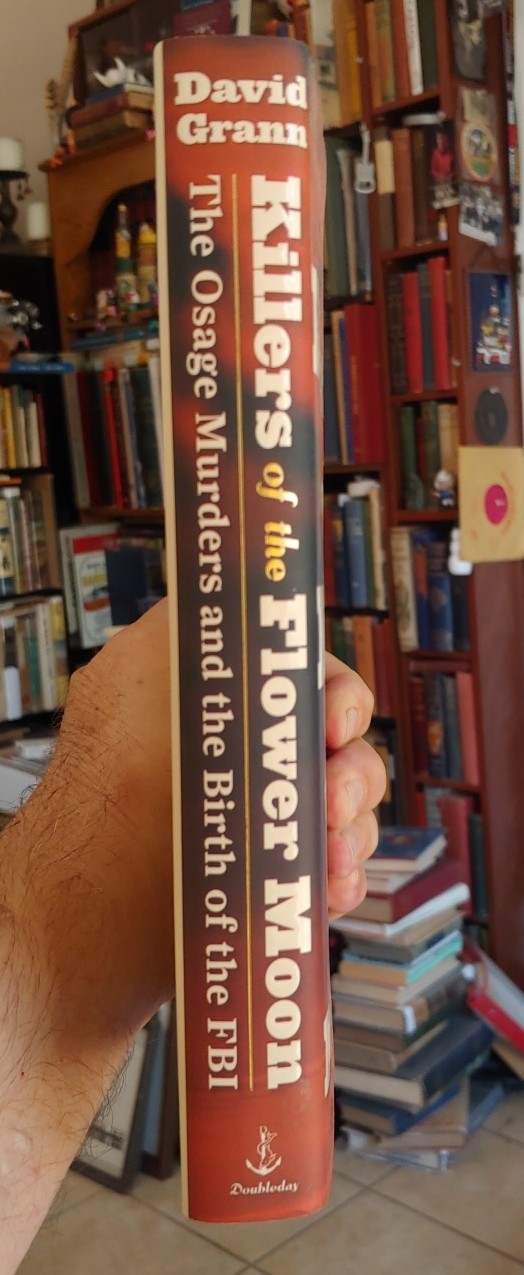 David
Grann
Killers of the Flower Moon
The Osage Murders and the Birth of the FBI
Doubleday